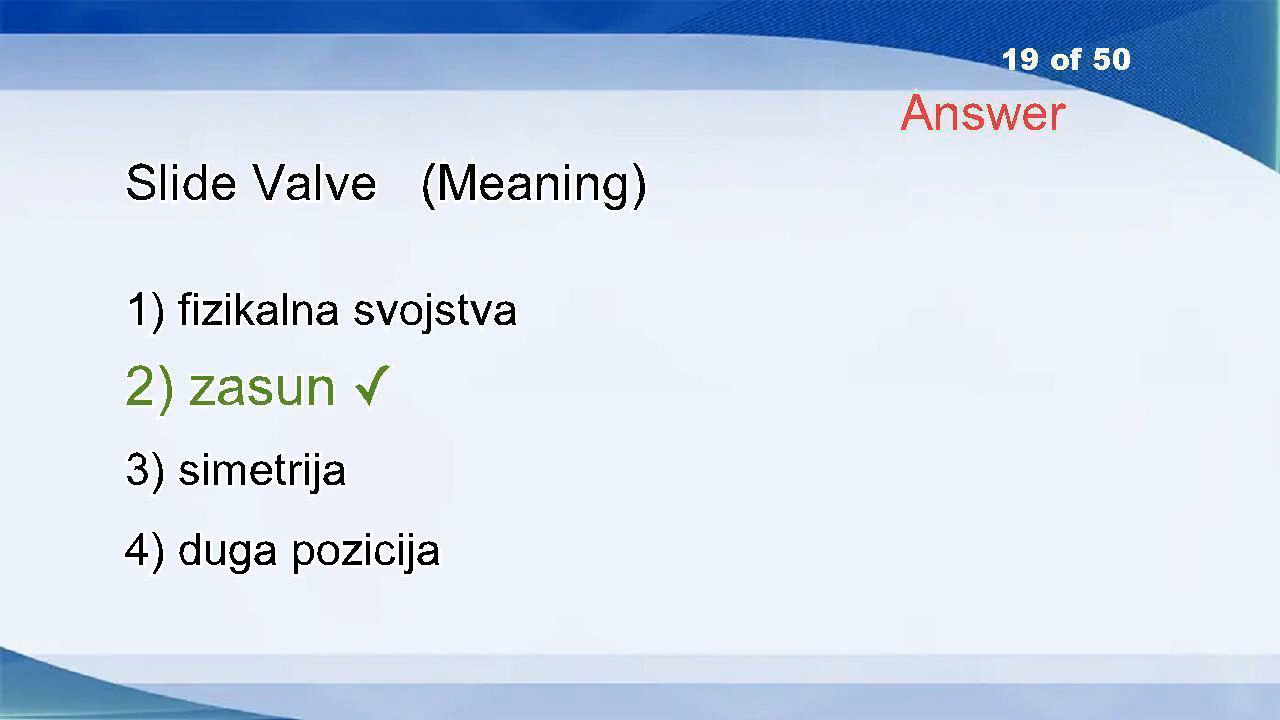 19 of 50
Answer
Slide Valve (Meaning)
1) fizikalna svojstva
2) zasun ✓
3) simetrija
4) duga pozicija